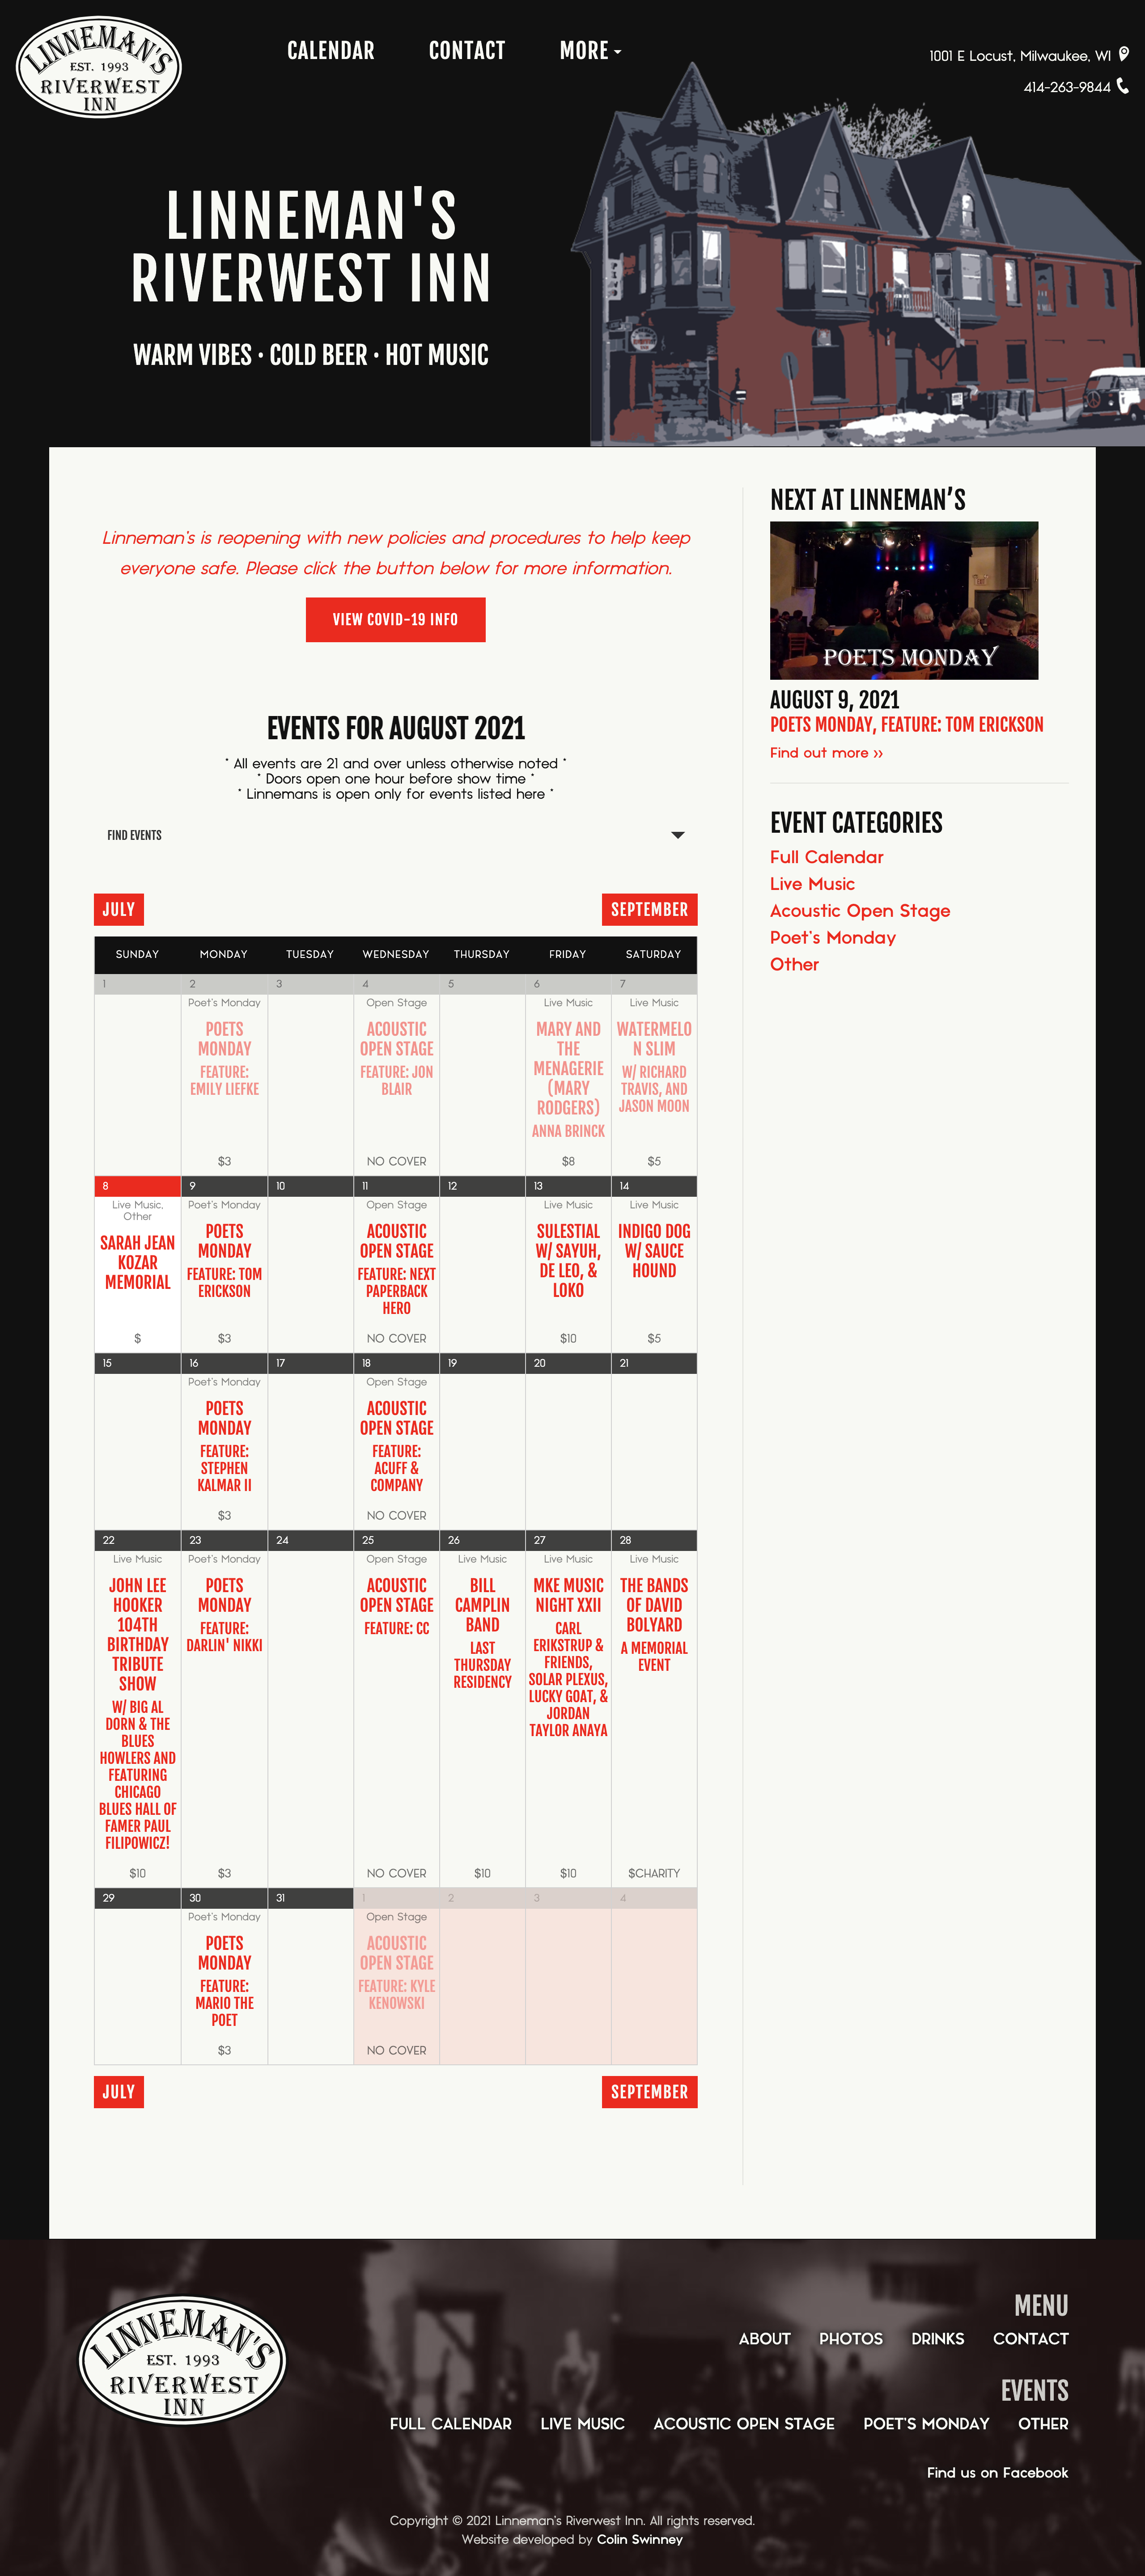 LINNEMAN'S
EST. 1993
RIVERWEST
INN
CALENDAR
CONTACT
MORE
1001 E Locust, Milwaukee, WI
414-263-9844
LINNEMAN'S
RIVERWEST INN
WARM VIBES • COLD BEER • HOT MUSIC
Linneman's is reopening with new policies and procedures to help keep
everyone safe. Please click the button below for more information.
VIEW COVID-19 INFO
EVENTS FOR AUGUST 2021
* All events are 21 and over unless otherwise noted *
* Doors open one hour before show time *
* Linnemans is open only for events listed here *
FIND EVENTS
JULY
SEPTEMBER
SUNDAY
MONDAY
TUESDAY
WEDNESDAY
THURSDAY
FRIDAY
SATURDAY
1
2
Poet's Monday
POETS
MONDAY
FEATURE:
EMILY LIEFKE
$3
3
4
Open Stage
ACOUSTIC
OPEN STAGE
FEATURE: JON
BLAIR
NO COVER
5
6
Live Music
MARY AND
THE
MENAGERIE
(MARY
RODGERS)
ANNA BRINCK
$8
7
Live Music
WATERMELO
N SLIM
W/ RICHARD
TRAVIS, AND
JASON MOON
$5
8
Live Music,
Other
SARAH JEAN
KOZAR
MEMORIAL
$
9
Poet's Monday
POETS
MONDAY
FEATURE: TOM
ERICKSON
$3
10
11
Open Stage
ACOUSTIC
OPEN STAGE
FEATURE: NEXT
PAPERBACK
HERO
NO COVER
12
13
Live Music
SULESTIAL
W/ SAYUH,
DE LEO, &
LOKO
$10
14
Live Music
INDIGO DOG
W/ SAUCE
HOUND
$5
15
16
Poet's Monday
POETS
MONDAY
FEATURE:
STEPHEN
KALMAR II
$3
17
18
Open Stage
ACOUSTIC
OPEN STAGE
FEATURE:
ACUFF &
COMPANY
NO COVER
19
20
21
22
Live Music
JOHN LEE
HOOKER
104TH
BIRTHDAY
TRIBUTE
SHOW
W/ BIG AL
DORN & THE
BLUES
HOWLERS AND
FEATURING
CHICAGO
BLUES HALL OF
FAMER PAUL
FILIPOWICZ!
$10
23
Poet's Monday
POETS
MONDAY
FEATURE:
DARLIN' NIKKI
$3
24
25
Open Stage
ACOUSTIC
OPEN STAGE
FEATURE: CC
NO COVER
26
Live Music
BILL
CAMPLIN
BAND
LAST
THURSDAY
RESIDENCY
$10
27
Live Music
MKE MUSIC
NIGHT XXII
CARL
ERIKSTRUP &
FRIENDS,
SOLAR PLEXUS,
LUCKY GOAT, &
JORDAN
TAYLOR ANAYA
$10
28
Live Music
THE BANDS
OF DAVID
BOLYARD
A MEMORIAL
EVENT
$CHARITY
29
30
Poet's Monday
POETS
MONDAY
FEATURE:
MARIO THE
POET
$3
31
1
Open Stage
ACOUSTIC
OPEN STAGE
FEATURE: KYLE
KENOWSKI
NO COVER
2
3
4
JULY
SEPTEMBER
NEXT AT LINNEMAN'S
POETS MONDAY
AUGUST 9, 2021
POETS MONDAY, FEATURE: TOM ERICKSON
Find out more »
EVENT CATEGORIES
Full Calendar
Live Music
Acoustic Open Stage
Poet's Monday
Other
LINNEMAN'S
EST. 1993
RIVERWEST
INN
MENU
ABOUT
PHOTOS
DRINKS
CONTACT
EVENTS
FULL CALENDAR
LIVE MUSIC
ACOUSTIC OPEN STAGE
POET'S MONDAY
OTHER
Find us on Facebook
Copyright © 2021 Linneman's Riverwest Inn. All rights reserved.
Website developed by Colin Swinney